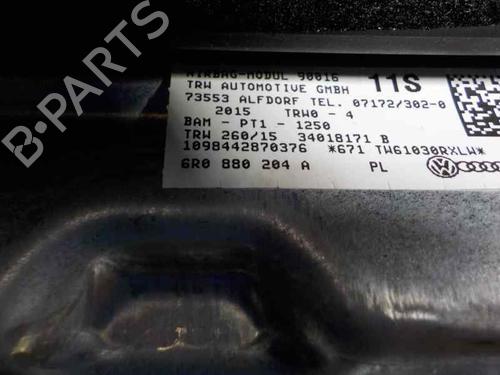 AIRBAG-MODUL 90016 11S
TRW AUTOMOTIVE GMBH
73553 ALFDORF TEL. 07172/302-0
2015 TRW0 - 4
BAM - PT1 - 1250
TRW 260/15 34018171 B
1098442870376 *671 TW61030RXLW*
6R0 880 204 A PL
B-PARTS